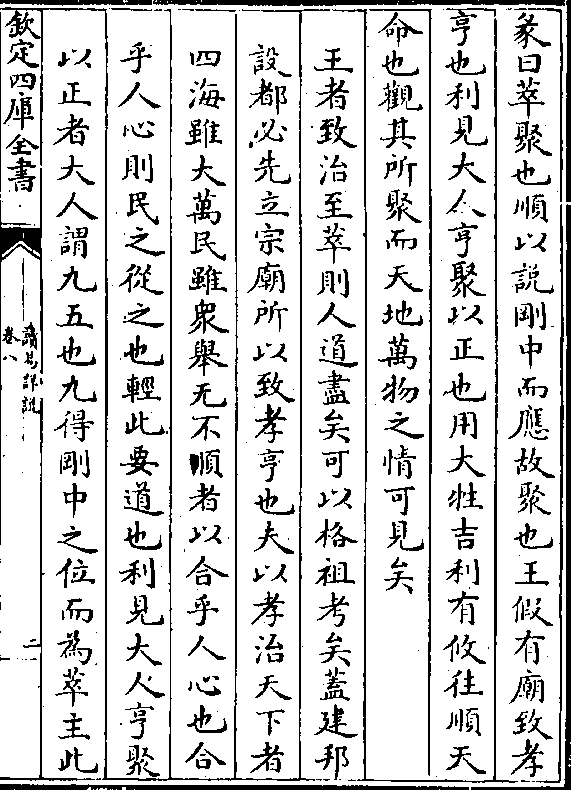 彖曰萃聚也順以說剛中而應故聚也王假有廟致孝
亨也利見大人亨聚以正也用大牲吉利有攸往順天
命也觀其所聚而天地萬物之情可見矣
王者致治至萃則人道盡矣可以格祖考矣蓋建邦
設都必先立宗廟所以致孝亨也夫以孝治天下者
四海雖大萬民雖衆舉无不順者以合乎人心也合
乎人心則民之從之也輕此要道也利見大人亨聚
以正者大人謂九五也九得剛中之位而為萃主此
欽定四庫全書
讀易詳說
卷八
二